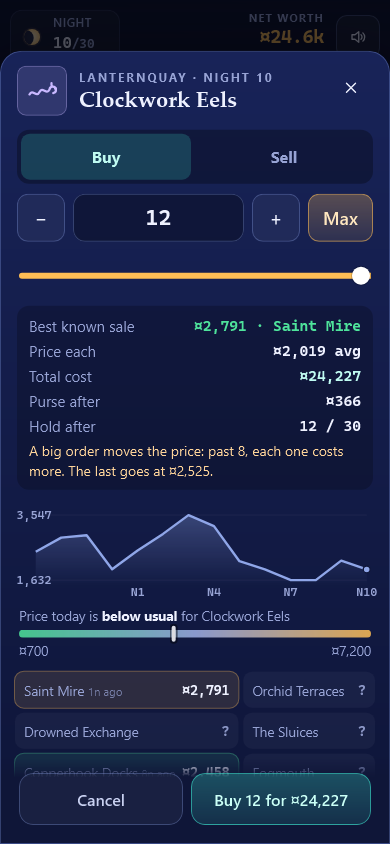 NIGHT
10/30
NET WORTH
¤24.6k
LANTERNQUAY · NIGHT 10
Clockwork Eels
×
Buy
Sell
−
12
+
Max
Best known sale
¤2,791 · Saint Mire
Price each
¤2,019 avg
Total cost
¤24,227
Purse after
¤366
Hold after
12 / 30
A big order moves the price: past 8, each one costs
more. The last goes at ¤2,525.
3,547
1,632
N1
N4
N7
N10
Price today is below usual for Clockwork Eels
¤700
¤7,200
Saint Mire 1n ago
¤2,791
Orchid Terraces
?
Drowned Exchange
?
The Sluices
?
Copperhook Docks
Cancel
Buy 12 for ¤24,227